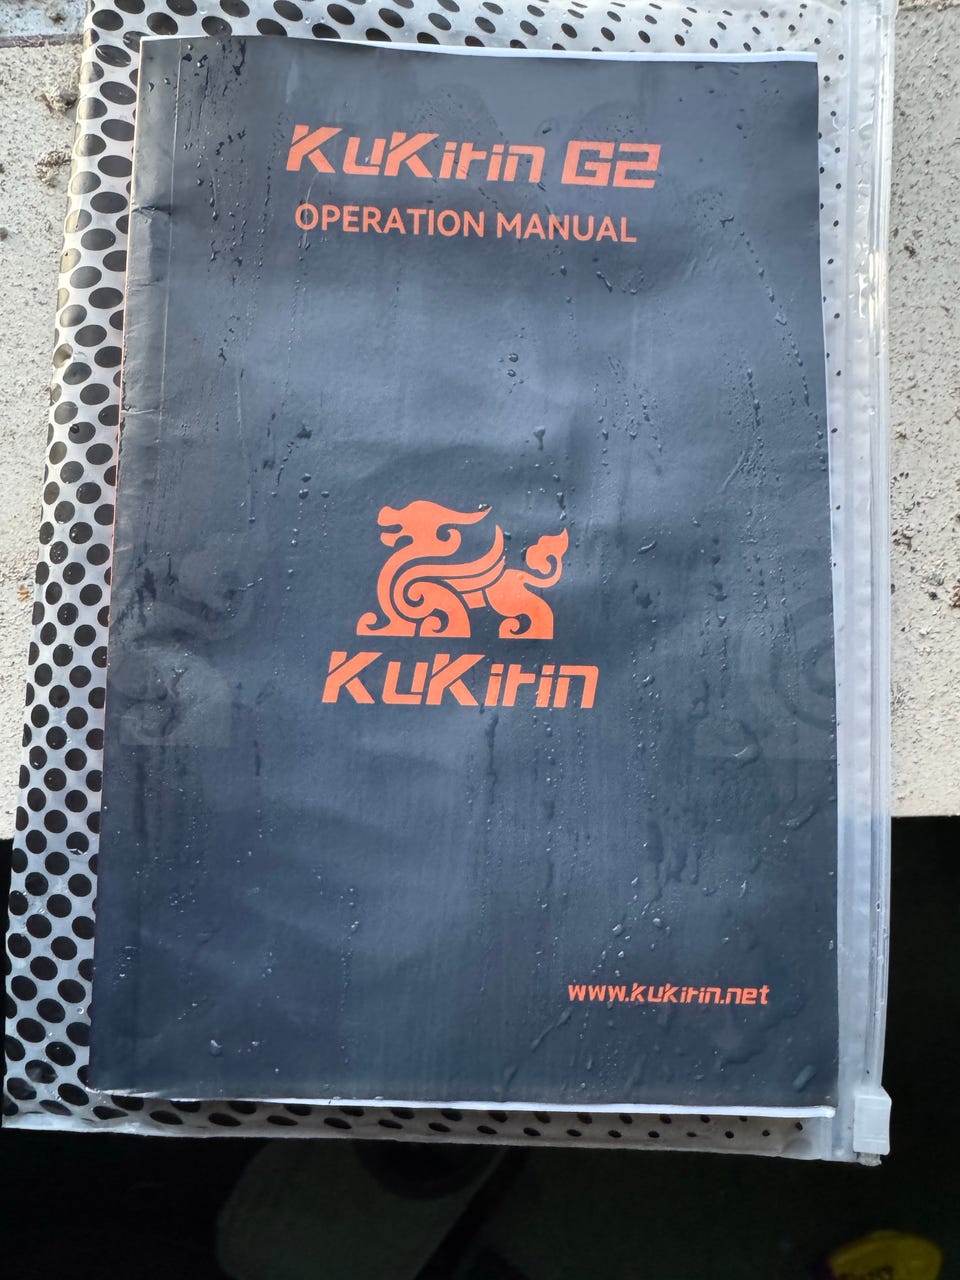 KuKirin G2
OPERATION MANUAL
KuKirin
www.kukirin.net